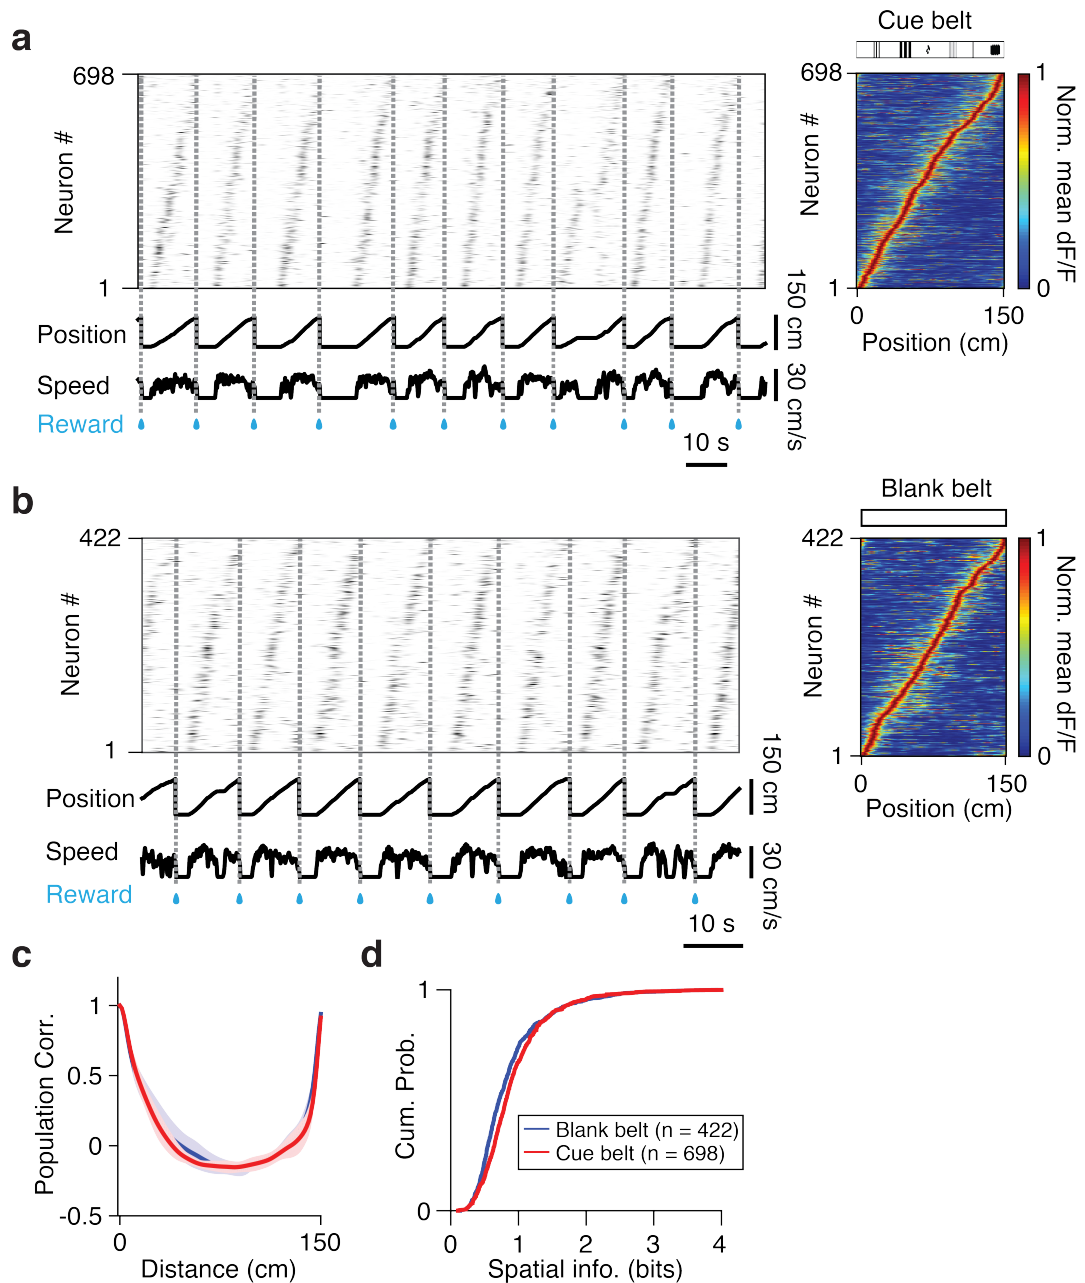 a
Cue belt
698
Neuron #
1
698
Neuron #
1
0
150
Position (cm)
1
0
Norm. mean dF/F
Position
150 cm
Speed
30 cm/s
Reward
10 s
b
Blank belt
422
Neuron #
1
422
Neuron #
1
0
150
Position (cm)
1
0
Norm. mean dF/F
Position
150 cm
Speed
30 cm/s
Reward
10 s
c
1
0.5
0
-0.5
Population Corr.
0
150
Distance (cm)
d
1
0
Cum. Prob.
Blank belt (n = 422)
Cue belt (n = 698)
0
1
2
3
4
Spatial info. (bits)